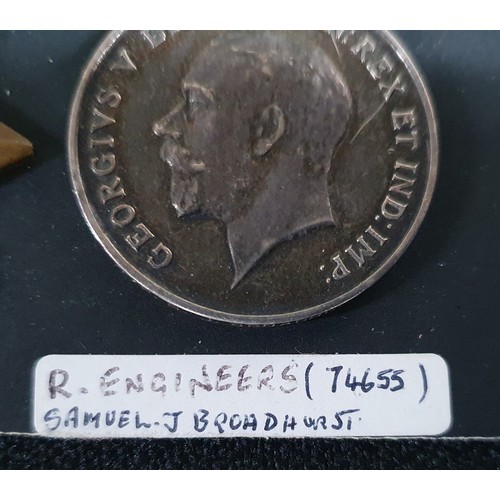 GEORGIVS V B
REX ET IND: IMP:
R. ENGINEERS (T4655)
SAMUEL. J BROADHURST.